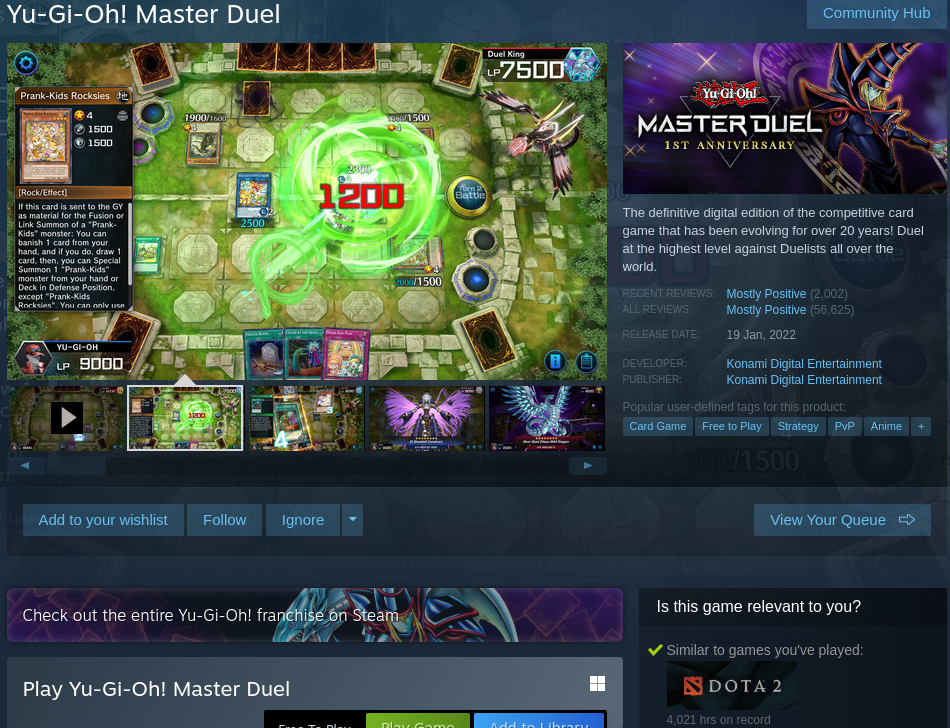 Yu-Gi-Oh! Master Duel
Community Hub
Duel King
LP 7500
Prank-Kids Rocksies
4
1500
1500
[Rock/Effect]
If this card is sent to the GY
as material for the Fusion or
Link Summon of a "Prank-
Kids" monster: You can
banish 1 card from your
hand, and if you do, draw 1
card, then, you can Special
Summon 1 "Prank-Kids"
monster from your hand or
Deck in Defense Position,
except "Prank-Kids
Rocksies". You can only use
1900/1600
2300
1200
Turn 2
Battle
2
2500
4
2000/1500
YU-GI-OH
LP 9000
Yu-Gi-Oh!
MASTER DUEL
1ST ANNIVERSARY
The definitive digital edition of the competitive card
game that has been evolving for over 20 years! Duel
at the highest level against Duelists all over the
world.
RECENT REVIEWS: Mostly Positive (2,002)
ALL REVIEWS: Mostly Positive (56,625)
RELEASE DATE: 19 Jan, 2022
DEVELOPER: Konami Digital Entertainment
PUBLISHER: Konami Digital Entertainment
Popular user-defined tags for this product:
Card Game Free to Play Strategy PvP Anime +
Add to your wishlist Follow Ignore
View Your Queue
Check out the entire Yu-Gi-Oh! franchise on Steam
Is this game relevant to you?
Similar to games you've played:
DOTA 2
4,021 hrs on record
Play Yu-Gi-Oh! Master Duel
Free To Play Play Game Add to Library